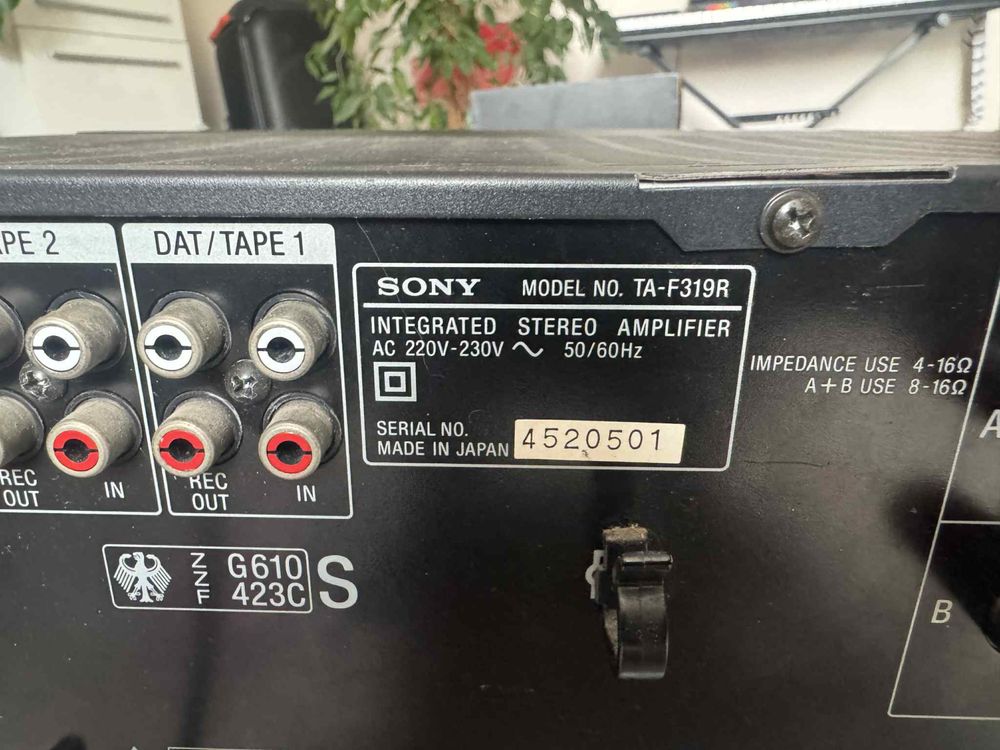 APE 2
DAT/TAPE 1
SONY MODEL NO. TA-F319R
INTEGRATED STEREO AMPLIFIER
AC 220V-230V ~ 50/60Hz
SERIAL NO. 4520501
MADE IN JAPAN
IMPEDANCE USE 4-16Ω
A+B USE 8-16Ω
A
REC OUT
IN
REC OUT
IN
ZZF G610 423C S
B